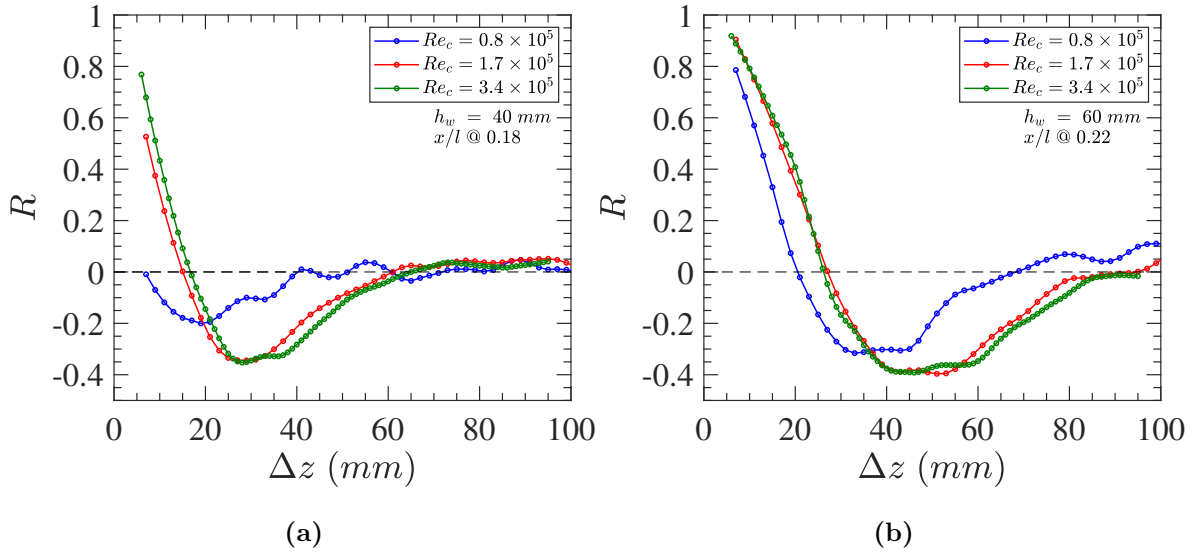 1
0.8
0.6
0.4
0.2
0
-0.2
-0.4
R
0 20 40 60 80 100
Δz (mm)
Re_c = 0.8 × 10^5
Re_c = 1.7 × 10^5
Re_c = 3.4 × 10^5
h_w = 40 mm
x/l @ 0.18
(a)
1
0.8
0.6
0.4
0.2
0
-0.2
-0.4
R
0 20 40 60 80 100
Δz (mm)
Re_c = 0.8 × 10^5
Re_c = 1.7 × 10^5
Re_c = 3.4 × 10^5
h_w = 60 mm
x/l @ 0.22
(b)